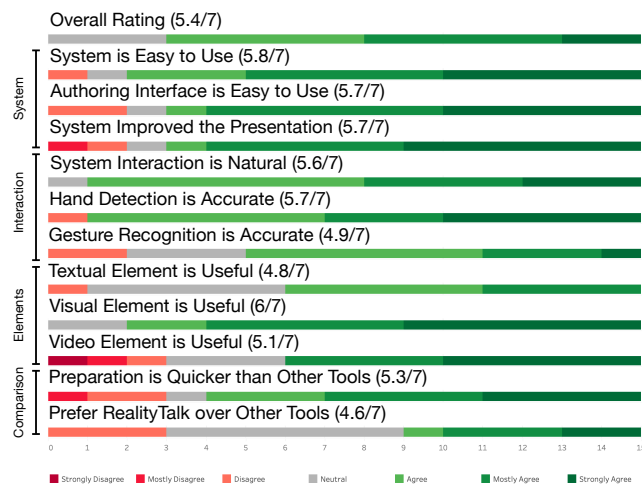 Overall Rating (5.4/7)
System
System is Easy to Use (5.8/7)
Authoring Interface is Easy to Use (5.7/7)
System Improved the Presentation (5.7/7)
Interaction
System Interaction is Natural (5.6/7)
Hand Detection is Accurate (5.7/7)
Gesture Recognition is Accurate (4.9/7)
Elements
Textual Element is Useful (4.8/7)
Visual Element is Useful (6/7)
Video Element is Useful (5.1/7)
Comparison
Preparation is Quicker than Other Tools (5.3/7)
Prefer RealityTalk over Other Tools (4.6/7)
0 1 2 3 4 5 6 7 8 9 10 11 12 13 14 15
Strongly Disagree Mostly Disagree Disagree Neutral Agree Mostly Agree Strongly Agree